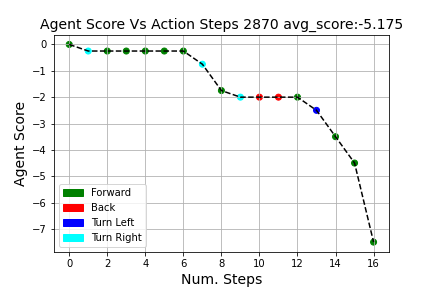 Agent Score Vs Action Steps 2870 avg_score:-5.175
Agent Score
0
−1
−2
−3
−4
−5
−6
−7
Forward
Back
Turn Left
Turn Right
0 2 4 6 8 10 12 14 16
Num. Steps